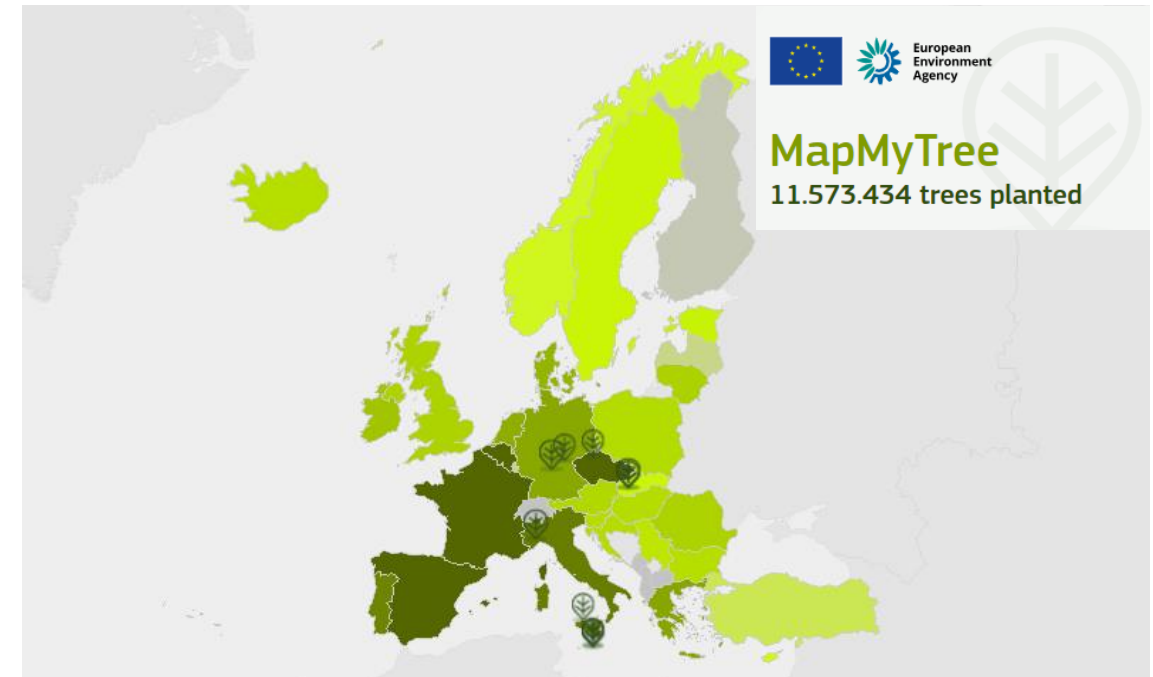 European
Environment
Agency
MapMyTree
11.573.434 trees planted